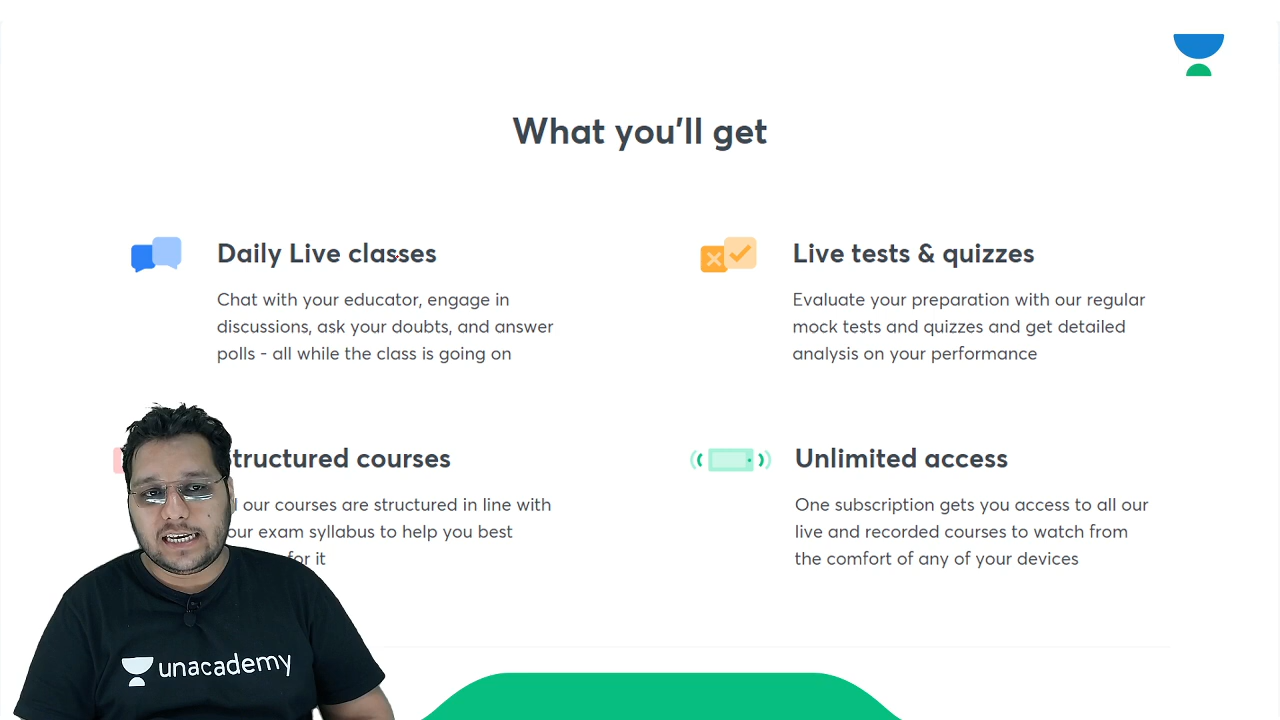 What you'll get
Daily Live classes
Chat with your educator, engage in
discussions, ask your doubts, and answer
polls - all while the class is going on
Live tests & quizzes
Evaluate your preparation with our regular
mock tests and quizzes and get detailed
analysis on your performance
courses
our courses are structured in line with
exam syllabus to help you best
it
Unlimited access
One subscription gets you access to all our
live and recorded courses to watch from
the comfort of any of your devices
unacademy